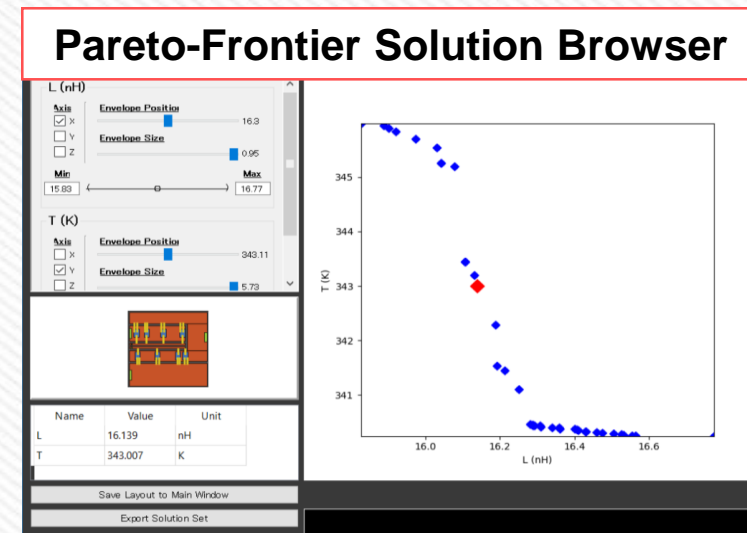 Pareto-Frontier Solution Browser
L (nH)
Axis Envelope Position
X 16.3
Y Envelope Size
Z 0.95
Min Max
15.83 16.77
T (K)
Axis Envelope Position
X 343.11
Y Envelope Size
Z 5.73
Name Value Unit
L 16.139 nH
T 343.007 K
Save Layout to Main Window
Export Solution Set
345
344
343
342
341
T (K)
16.0 16.2 16.4 16.6
L (nH)